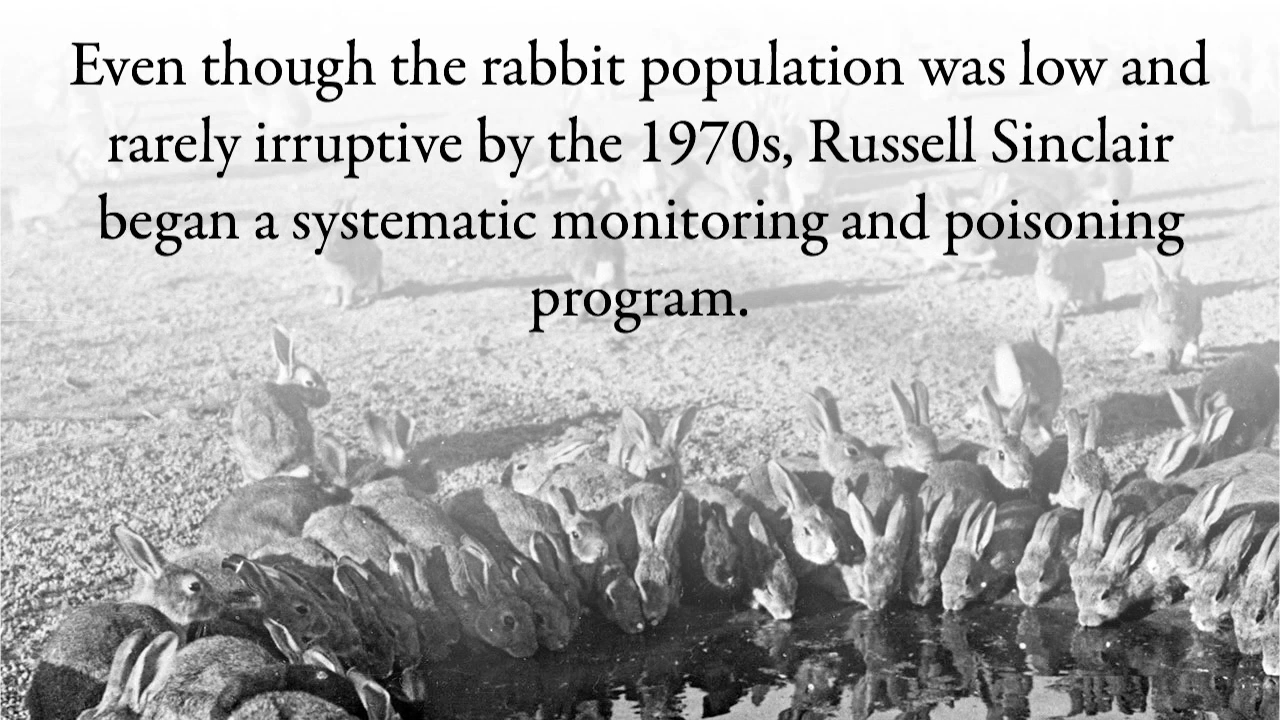 Even though the rabbit population was low and
rarely irruptive by the 1970s, Russell Sinclair
began a systematic monitoring and poisoning
program.